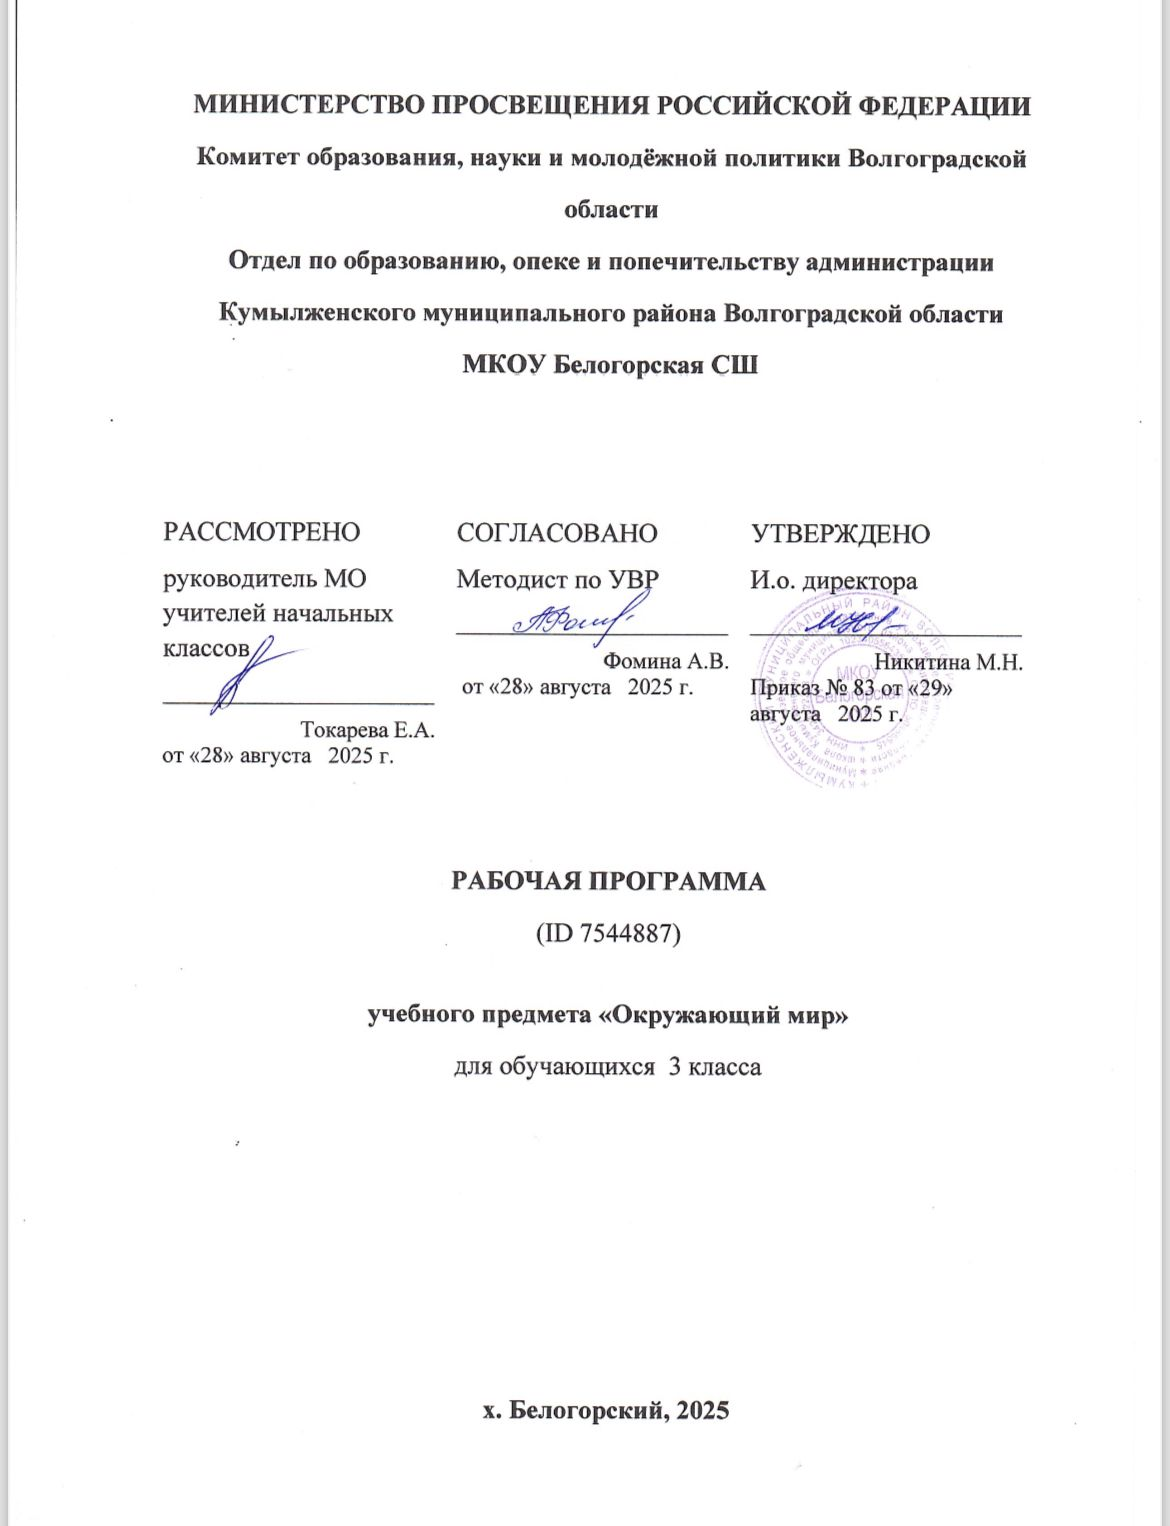 МИНИСТЕРСТВО ПРОСВЕЩЕНИЯ РОССИЙСКОЙ ФЕДЕРАЦИИ
Комитет образования, науки и молодёжной политики Волгоградской
области
Отдел по образованию, опеке и попечительству администрации
Кумылженского муниципального района Волгоградской области
МКОУ Белогорская СШ
РАССМОТРЕНО
руководитель МО
учителей начальных
классов
Токарева Е.А.
от «28» августа 2025 г.
СОГЛАСОВАНО
Методист по УВР
Фомина А.В.
от «28» августа 2025 г.
УТВЕРЖДЕНО
И.о. директора
Никитина М.Н.
Приказ № 83 от «29»
августа 2025 г.
МКОУ
Белогорская
РАБОЧАЯ ПРОГРАММА
(ID 7544887)
учебного предмета «Окружающий мир»
для обучающихся 3 класса
х. Белогорский, 2025